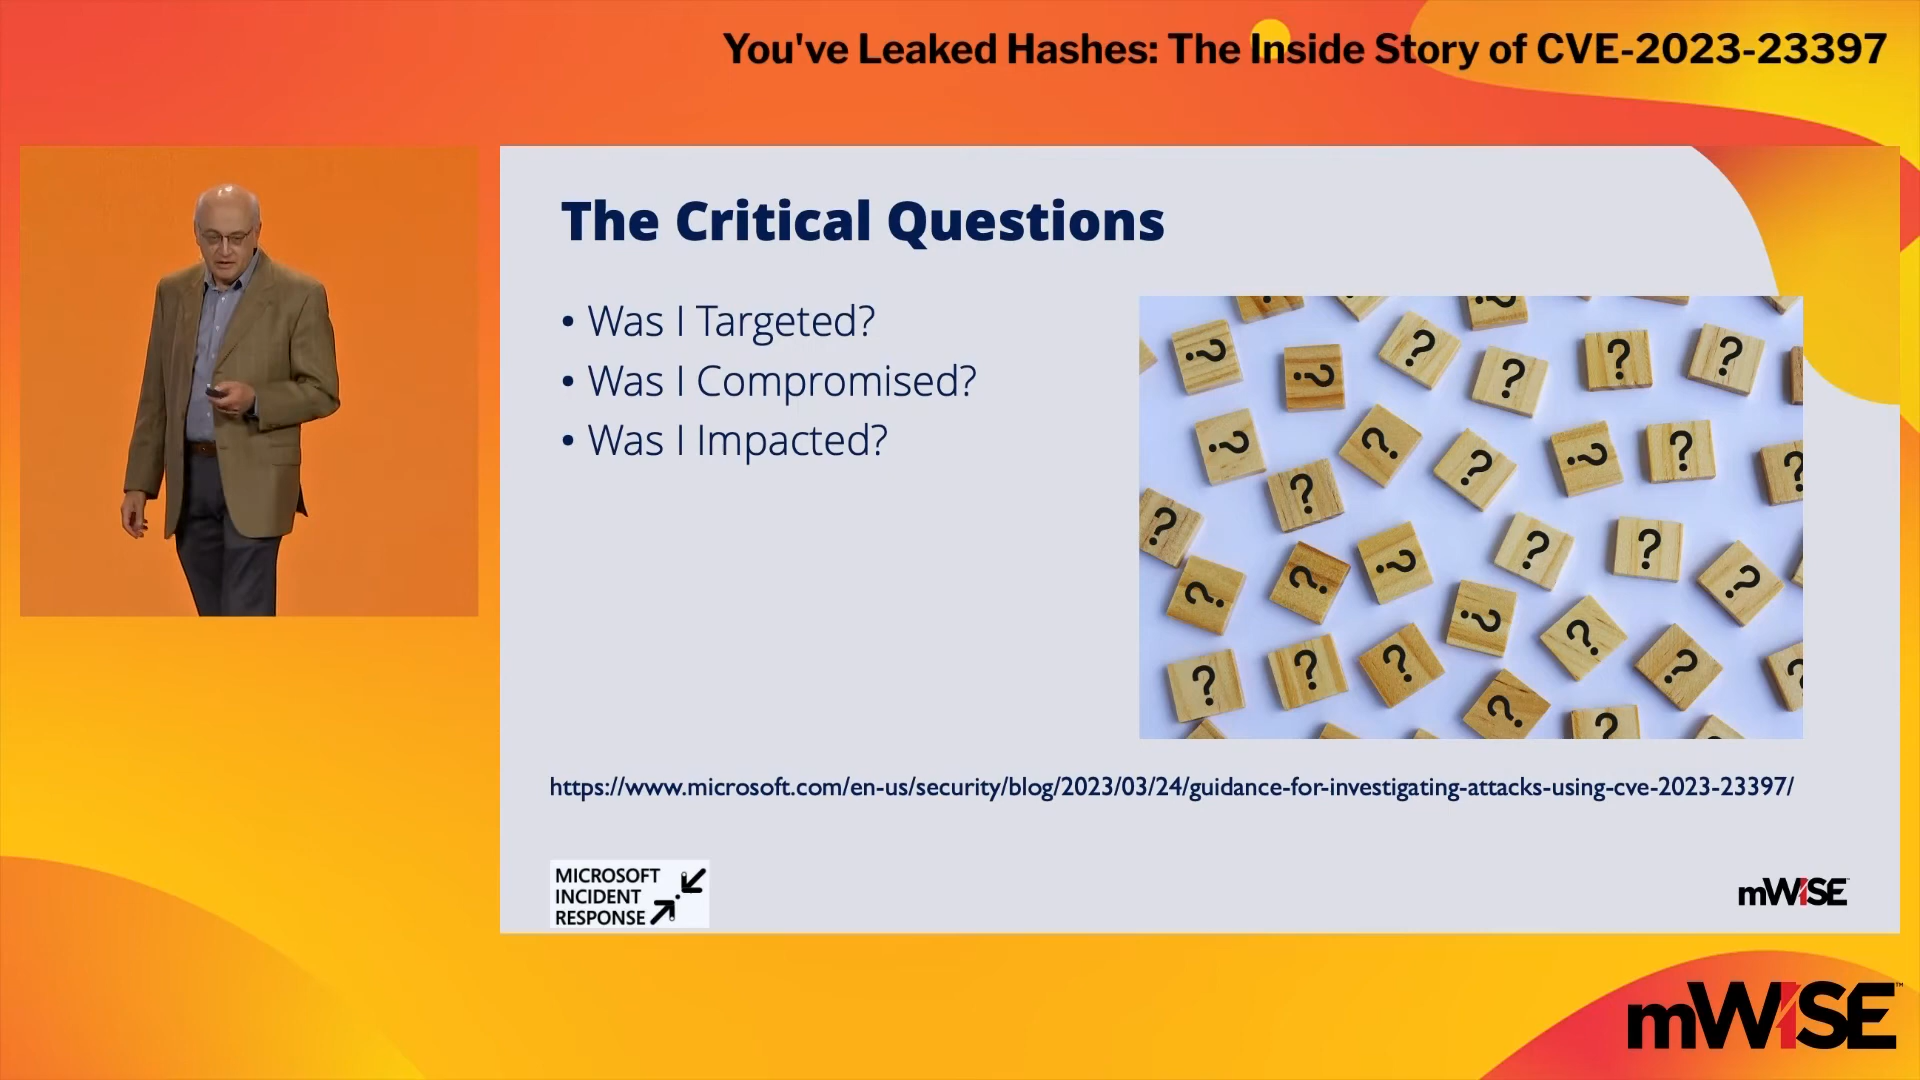 You've Leaked Hashes: The Inside Story of CVE-2023-23397
The Critical Questions
• Was I Targeted?
• Was I Compromised?
• Was I Impacted?
https://www.microsoft.com/en-us/security/blog/2023/03/24/guidance-for-investigating-attacks-using-cve-2023-23397/
MICROSOFT
INCIDENT
RESPONSE
mWISE
mWISE™